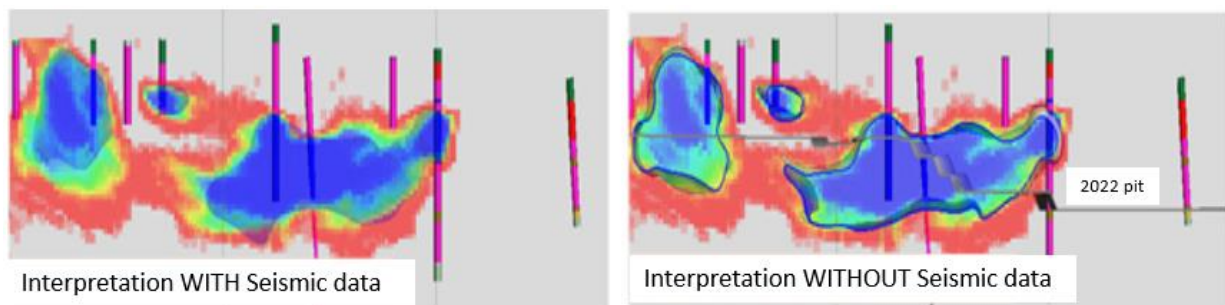 2022 pit
Interpretation WITH Seismic data
Interpretation WITHOUT Seismic data